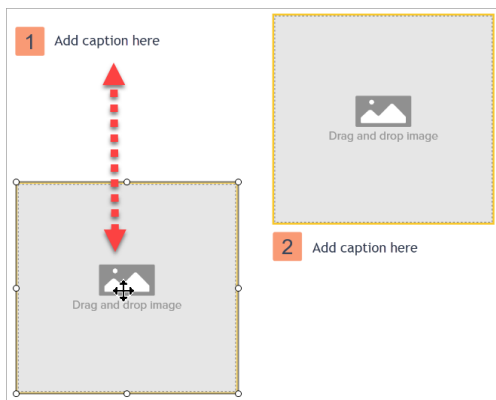 1 Add caption here
Drag and drop image
Drag and drop image
2 Add caption here